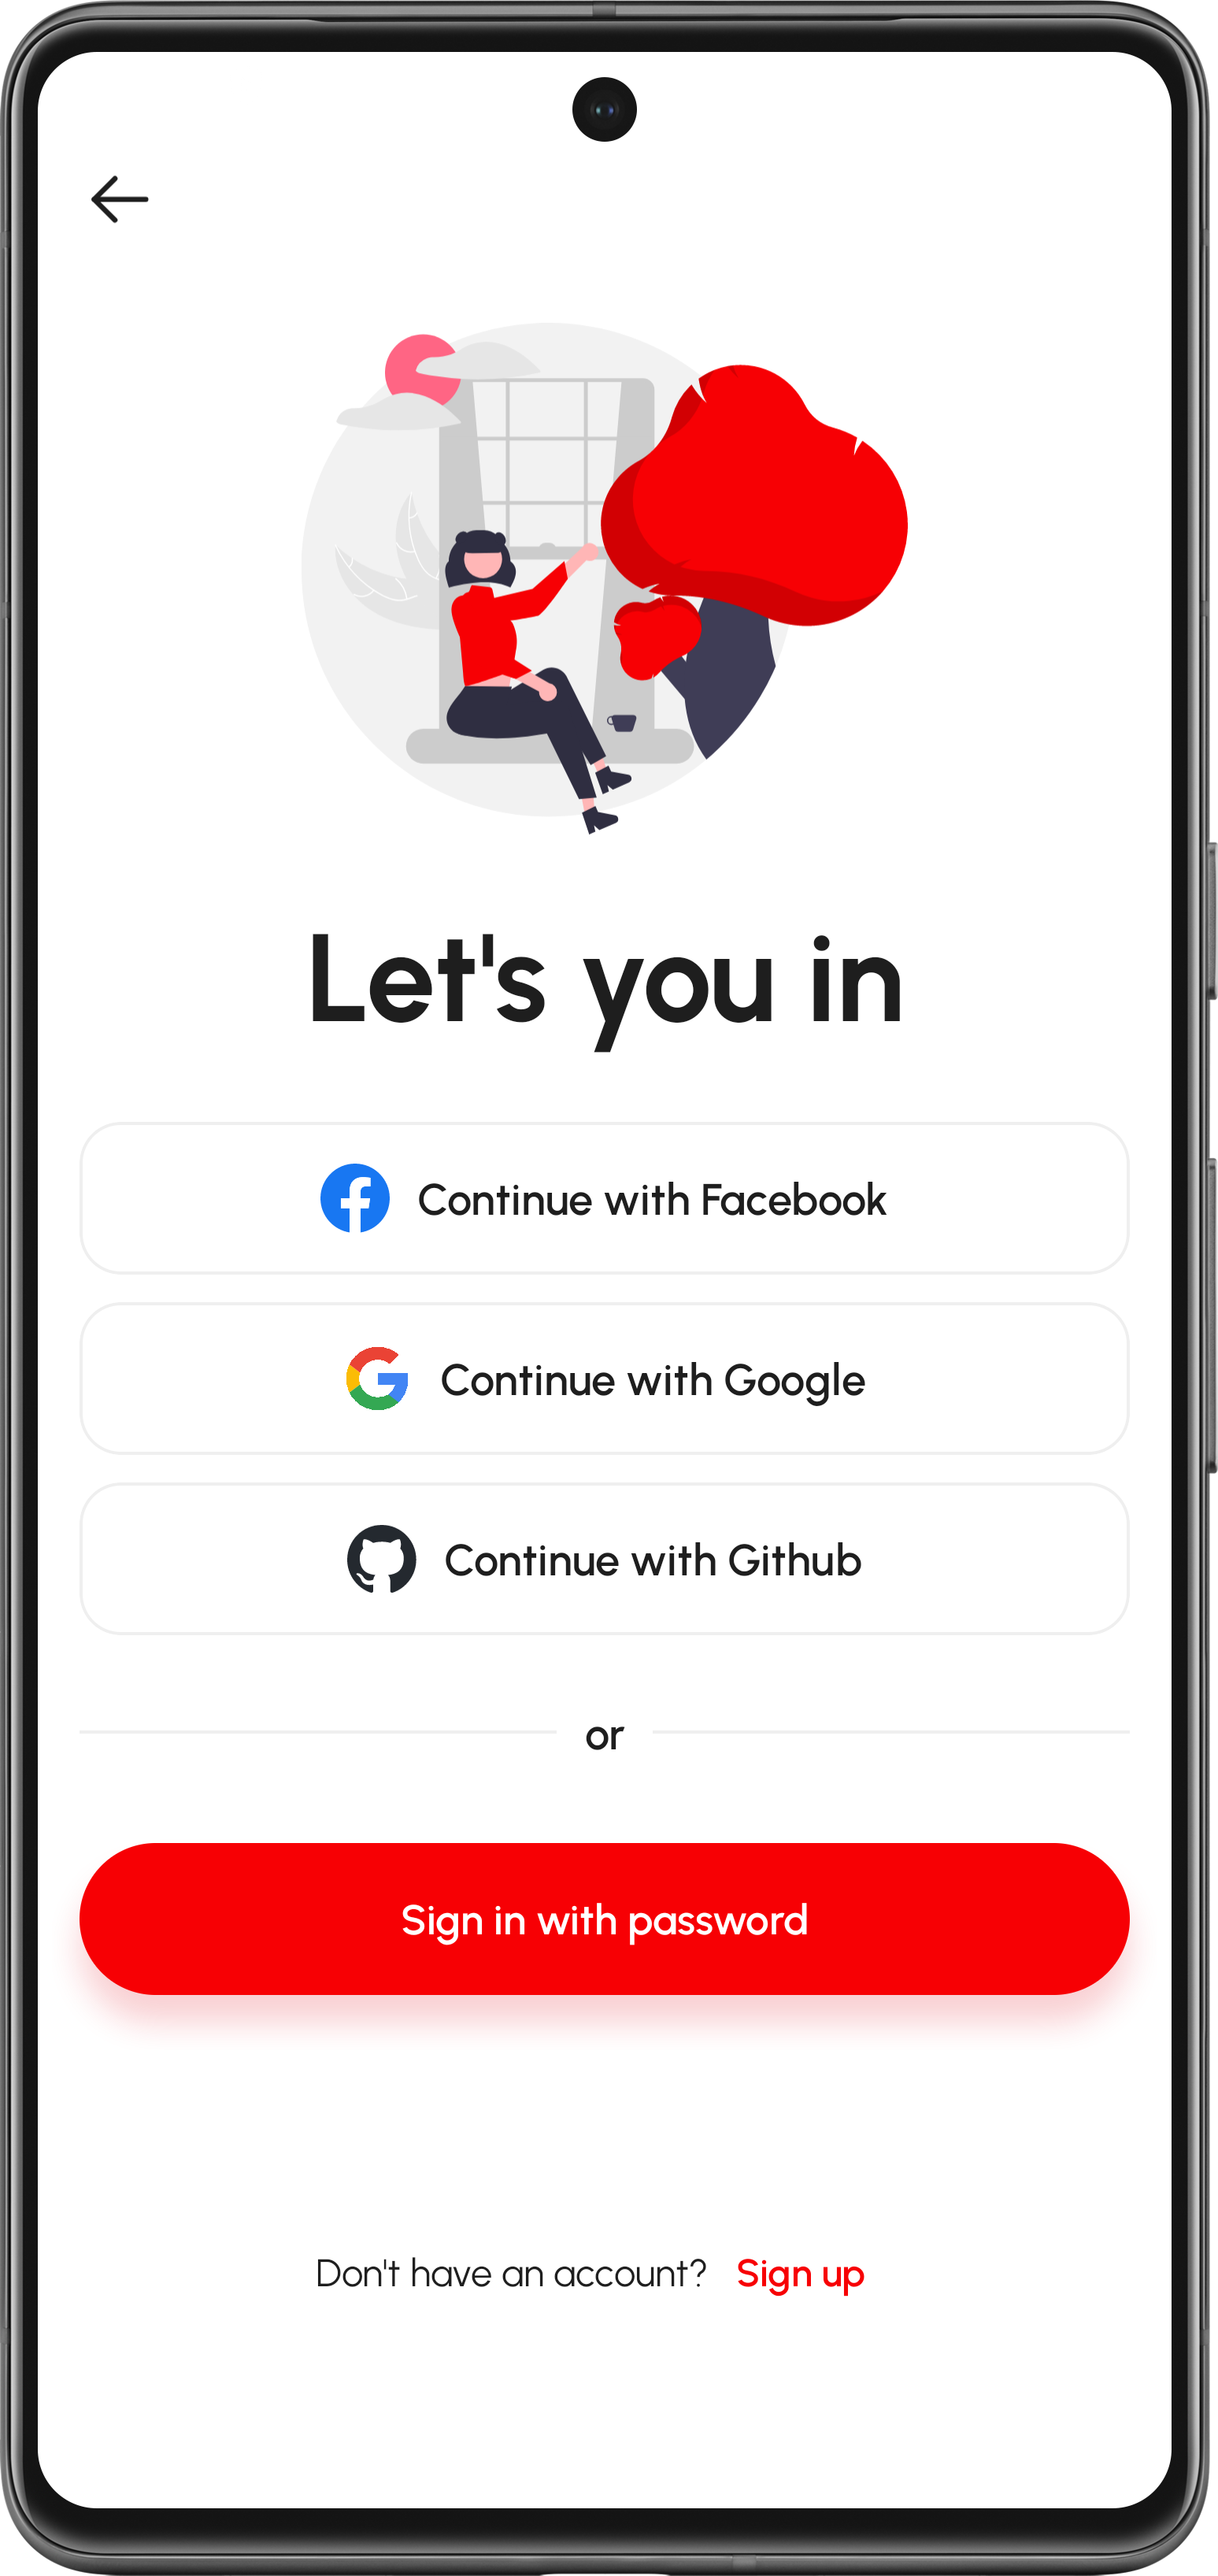 Let's you in
Continue with Facebook
Continue with Google
Continue with Github
or
Sign in with password
Don't have an account? Sign up